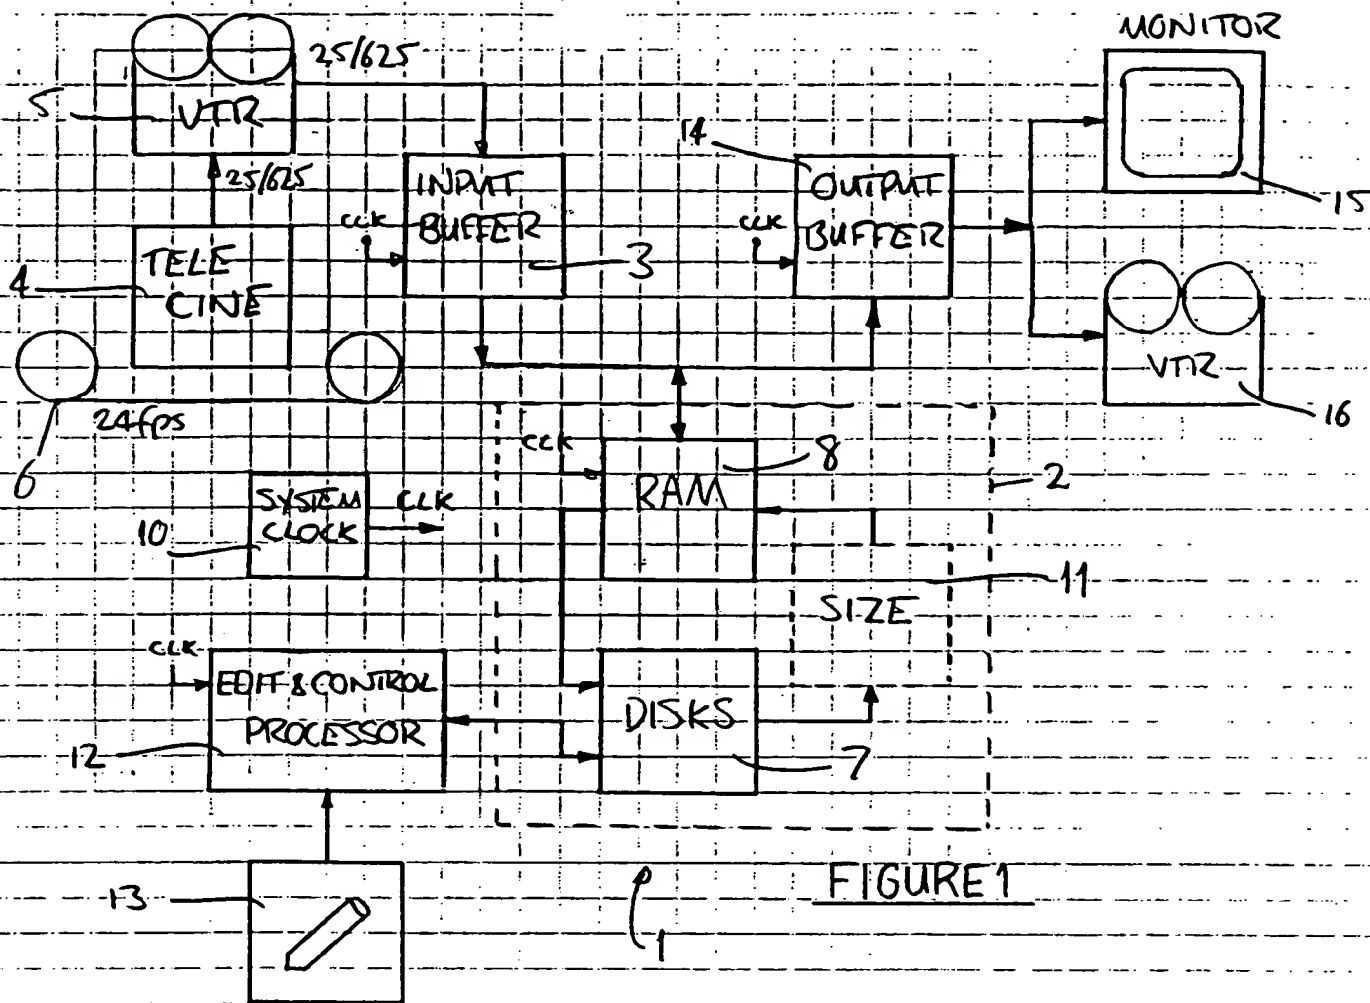 MONITOR
25/625
5
VTR
14
25/625
INPUT
BUFFER
OUTPUT
BUFFER
15
CLK
CLK
3
4
TELE
CINE
VTR
16
24fps
6
CLK
8
2
RAM
SYSTEM
CLOCK
CLK
10
11
SIZE
CLK
EDIT & CONTROL
PROCESSOR
DISKS
12
7
13
1
FIGURE 1